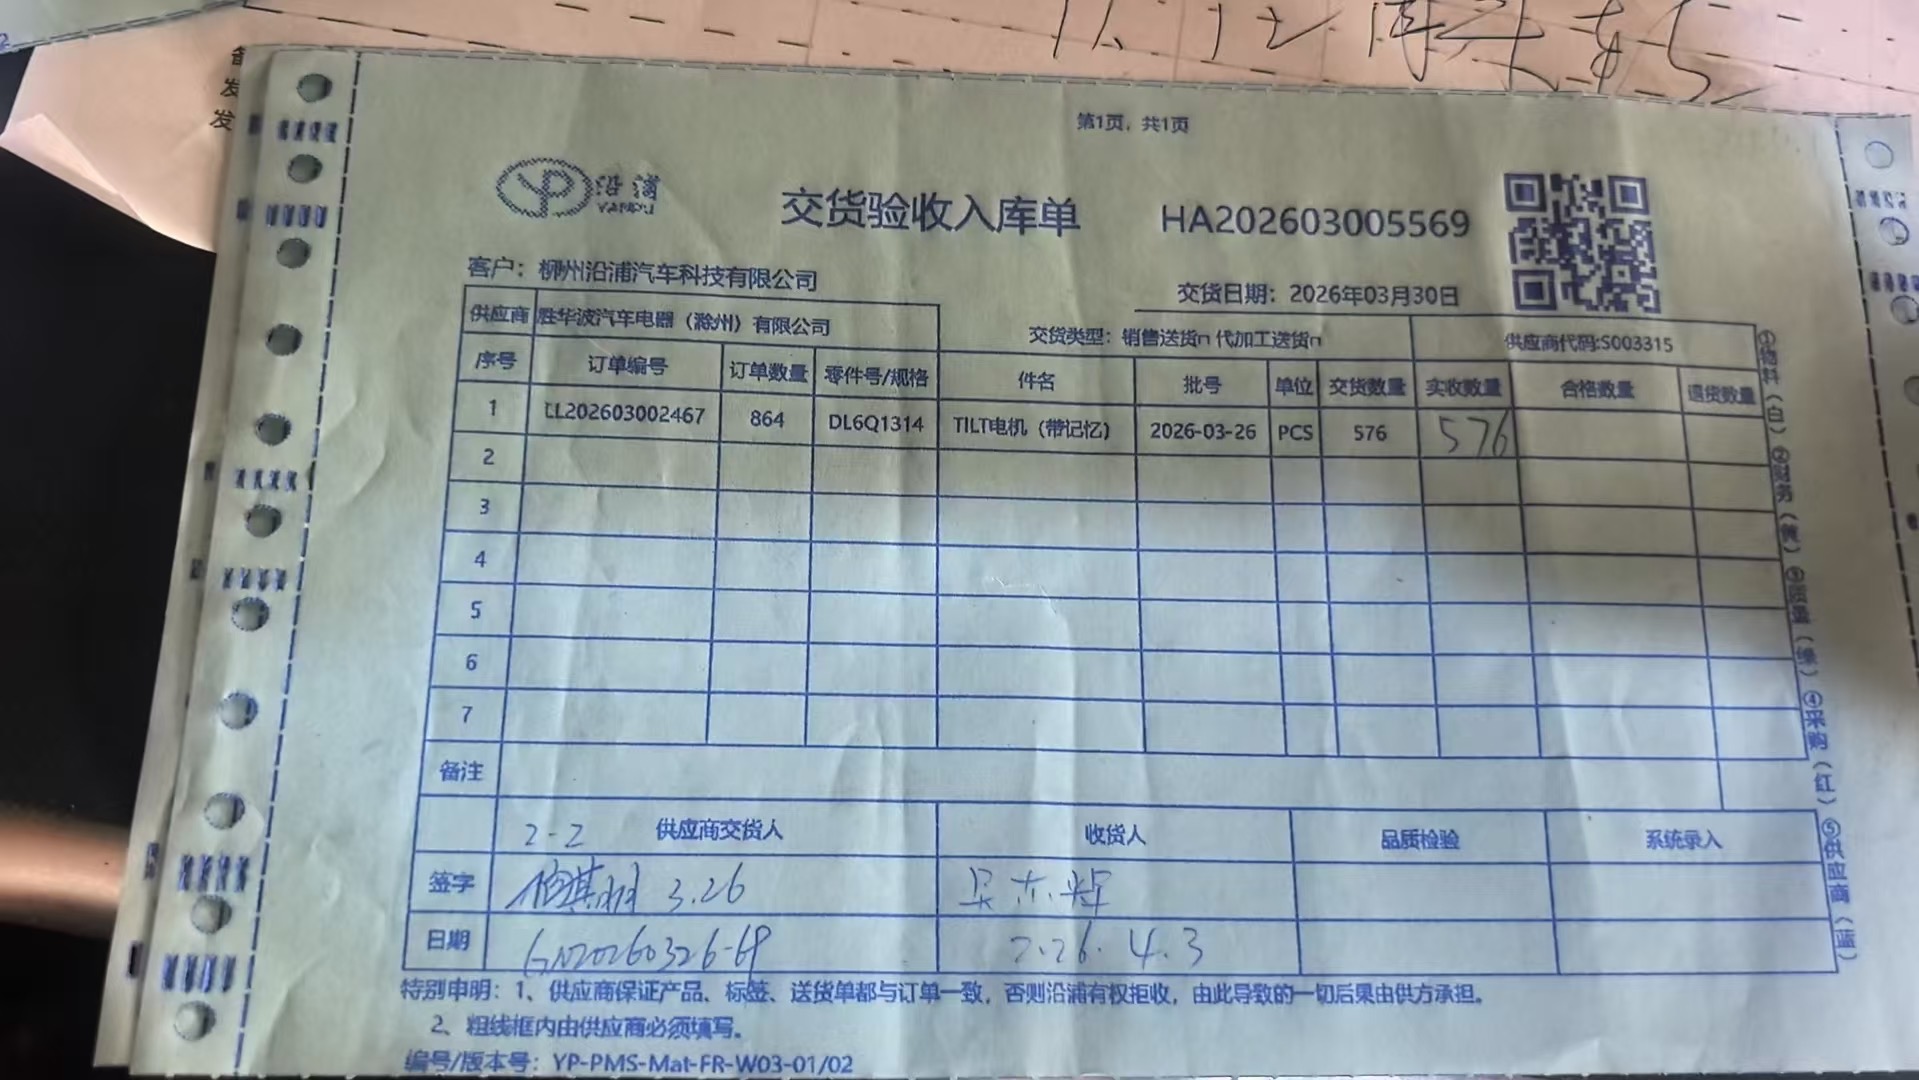 第1页，共1页
沿浦
YANPU
交货验收入库单 HA202603005569
客户：柳州沿浦汽车科技有限公司
交货日期：2026年03月30日
供应商 胜华波汽车电器（滁州）有限公司 交货类型：销售送货□ 代加工送货□ 供应商代码:S003315
序号 订单编号 订单数量 零件号/规格 件名 批号 单位 交货数量 实收数量 合格数量 退货数量
1 LL202603002467 864 DL6Q1314 TILT电机（带记忆） 2026-03-26 PCS 576 576
2
3
4
5
6
7
备注
2-2 供应商交货人 收货人 品质检验 系统录入
签字 3.26
日期 2.26. 4.3
特别申明：1、供应商保证产品、标签、送货单都与订单一致，否则沿浦有权拒收，由此导致的一切后果由供方承担。
2、粗线框内由供应商必须填写。
编号/版本号：YP-PMS-Mat-FR-W03-01/02
①物料（白）②财务（黄）③质量（绿）④采购（红）⑤供应商（蓝）